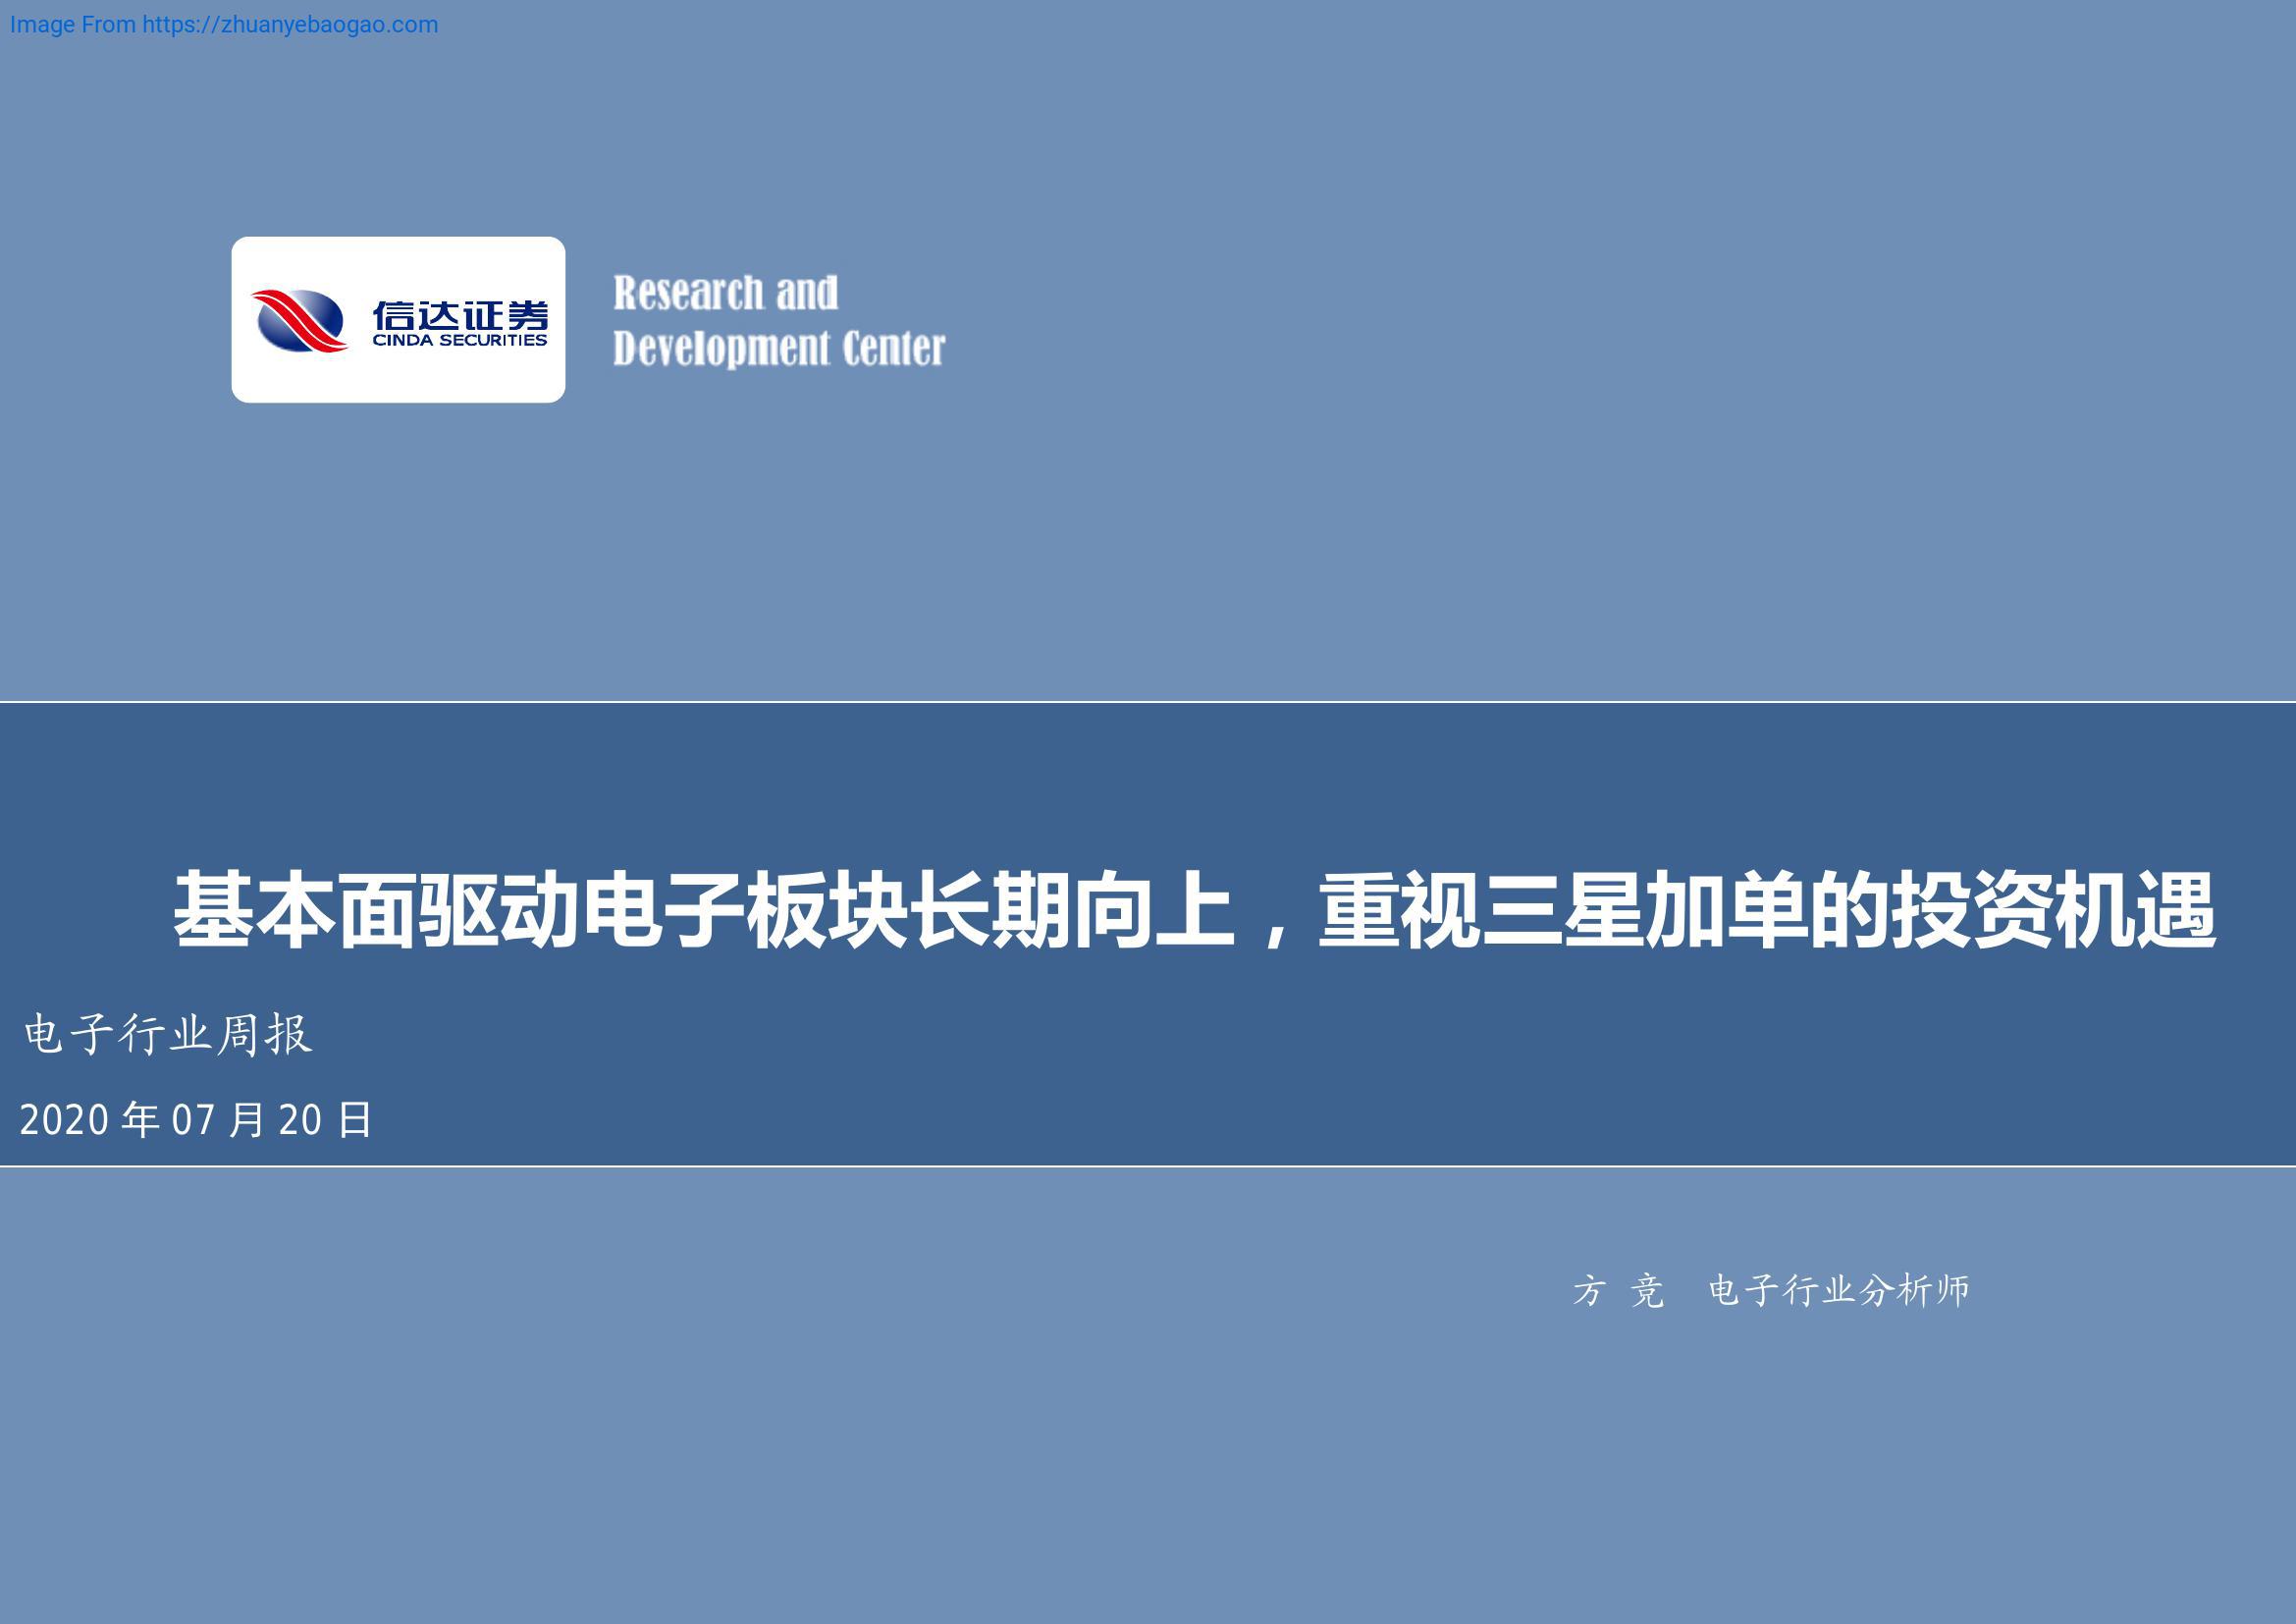 Image From https://zhuanyebaogao.com
信达证券
CINDA SECURITIES
Research and
Development Center
基本面驱动电子板块长期向上，重视三星加单的投资机遇
电子行业周报
2020 年 07 月 20 日
方 竞 电子行业分析师